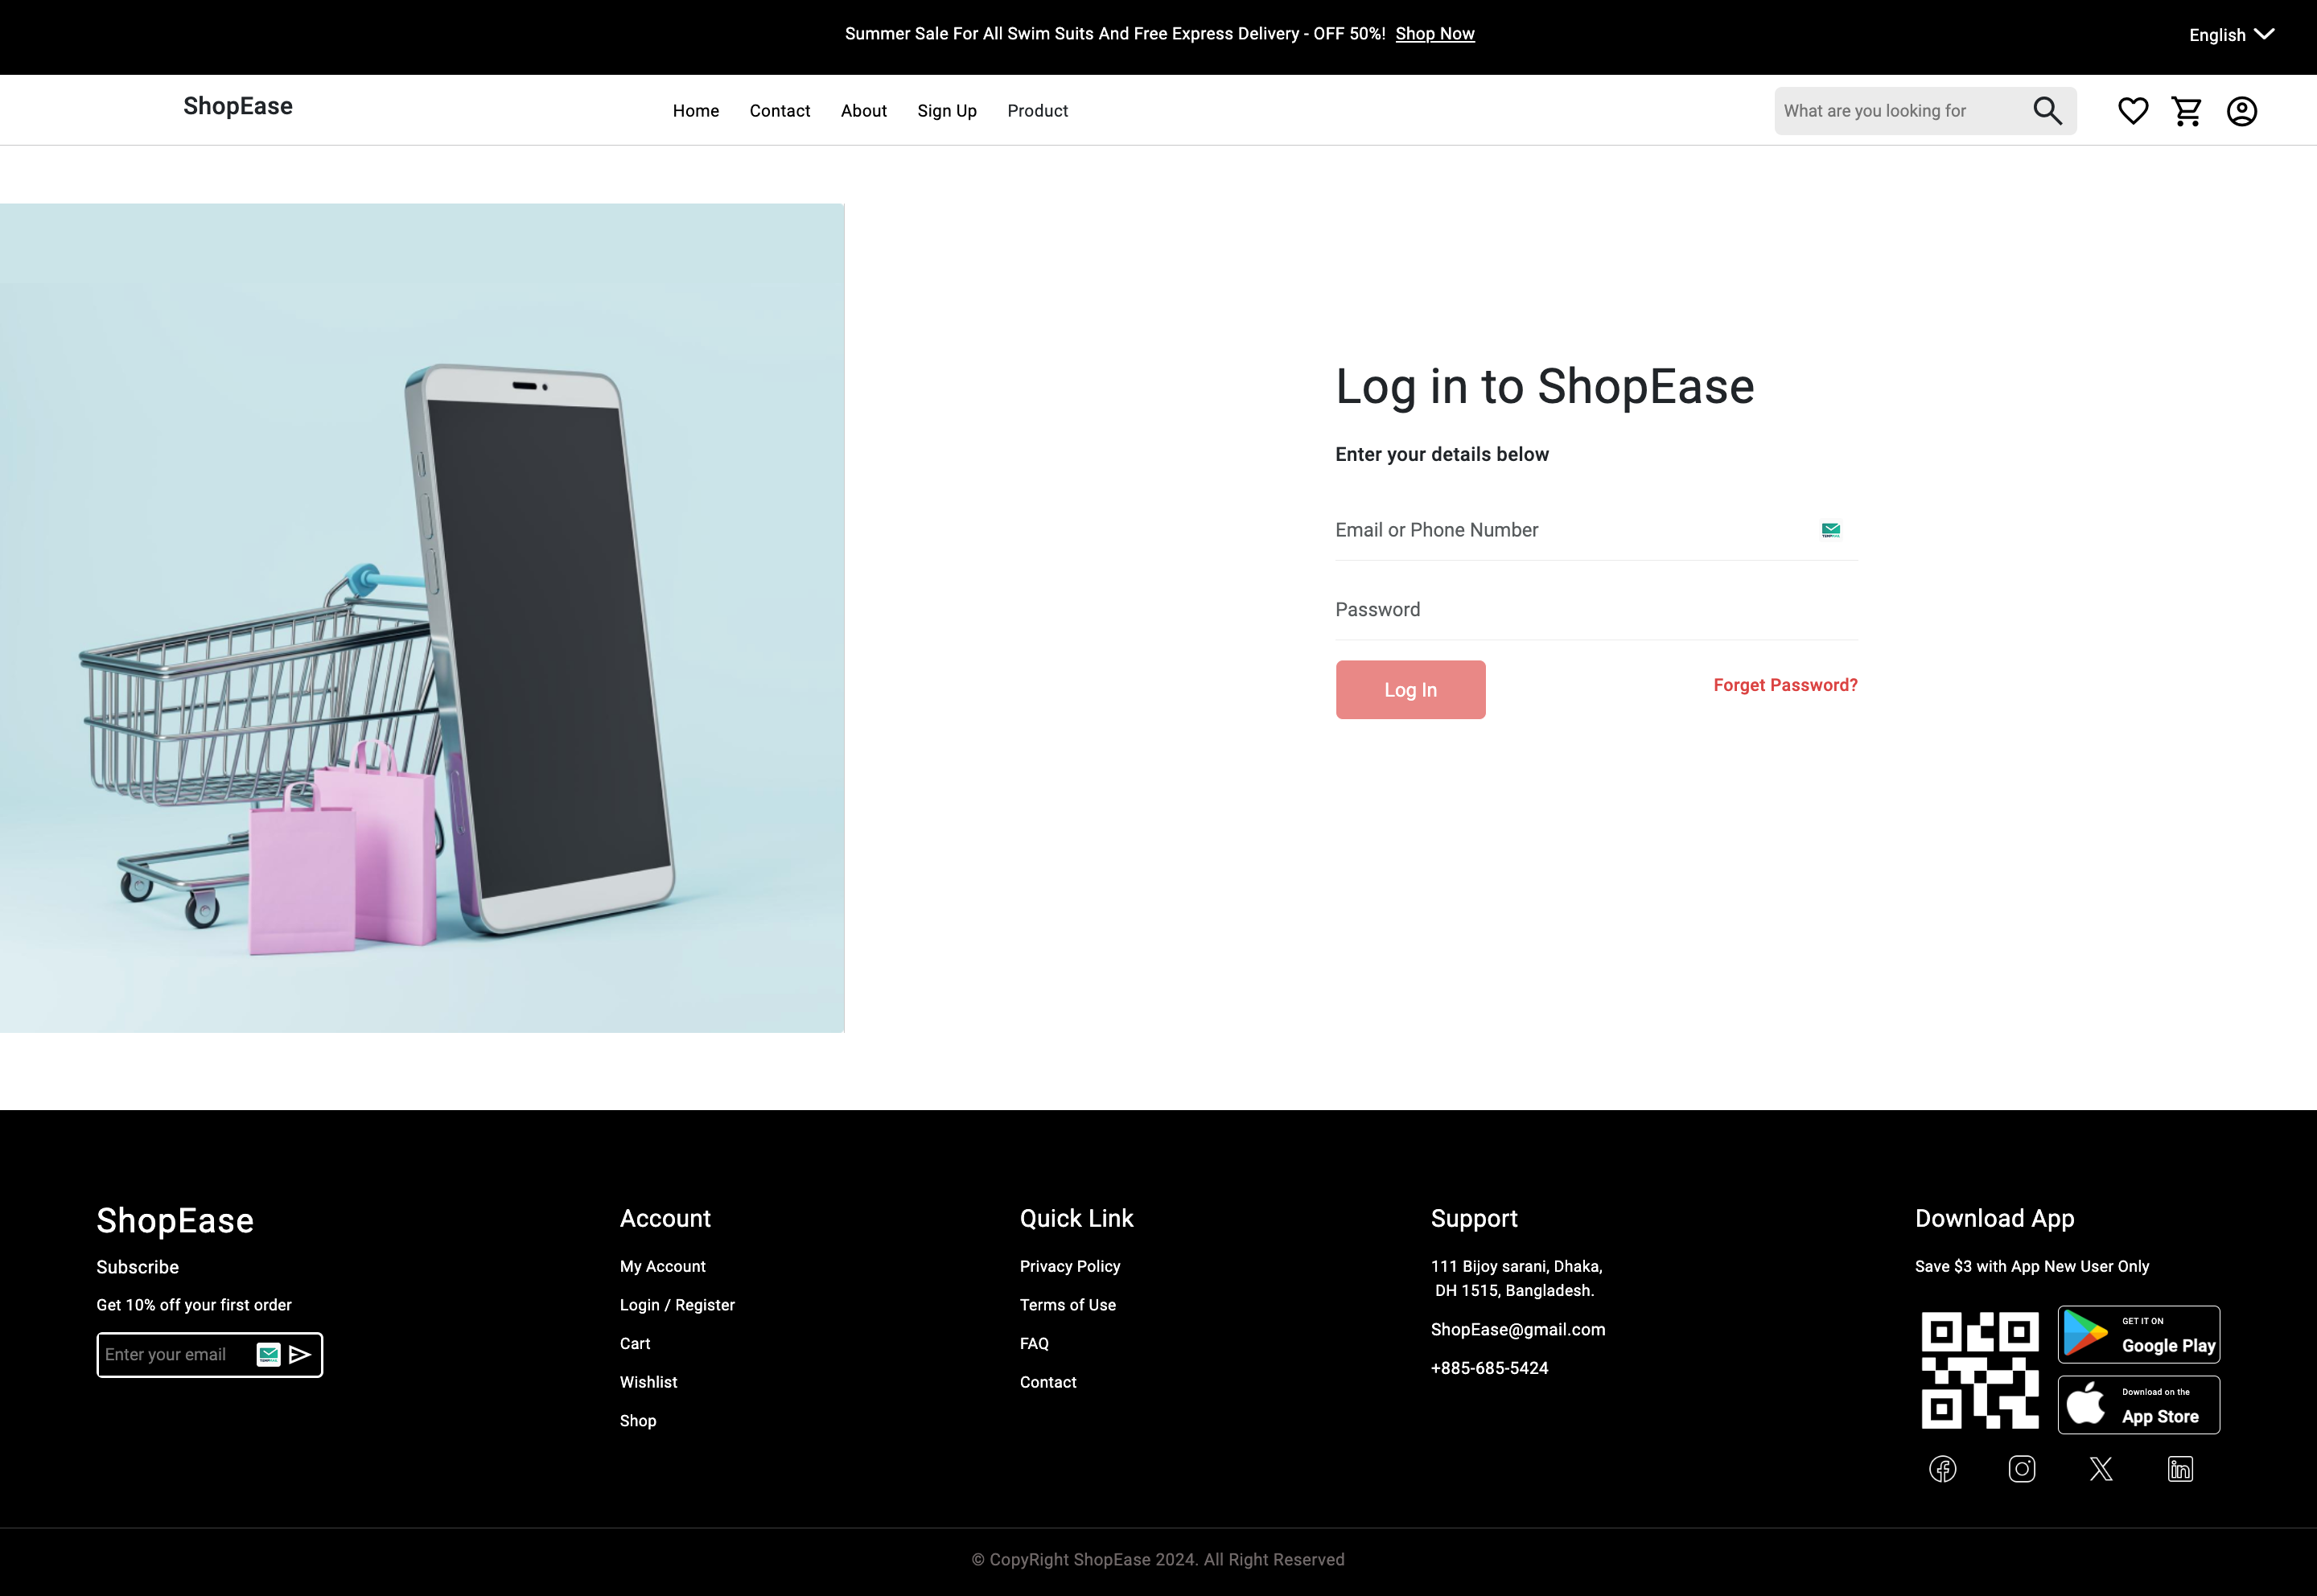 Summer Sale For All Swim Suits And Free Express Delivery - OFF 50%! Shop Now
English
ShopEase
Home Contact About Sign Up Product
What are you looking for
Log in to ShopEase
Enter your details below
Email or Phone Number
Password
Log In
Forget Password?
ShopEase
Subscribe
Get 10% off your first order
Enter your email
Account
My Account
Login / Register
Cart
Wishlist
Shop
Quick Link
Privacy Policy
Terms of Use
FAQ
Contact
Support
111 Bijoy sarani, Dhaka,
DH 1515, Bangladesh.
ShopEase@gmail.com
+885-685-5424
Download App
Save $3 with App New User Only
GET IT ON
Google Play
Download on the
App Store
© CopyRight ShopEase 2024. All Right Reserved